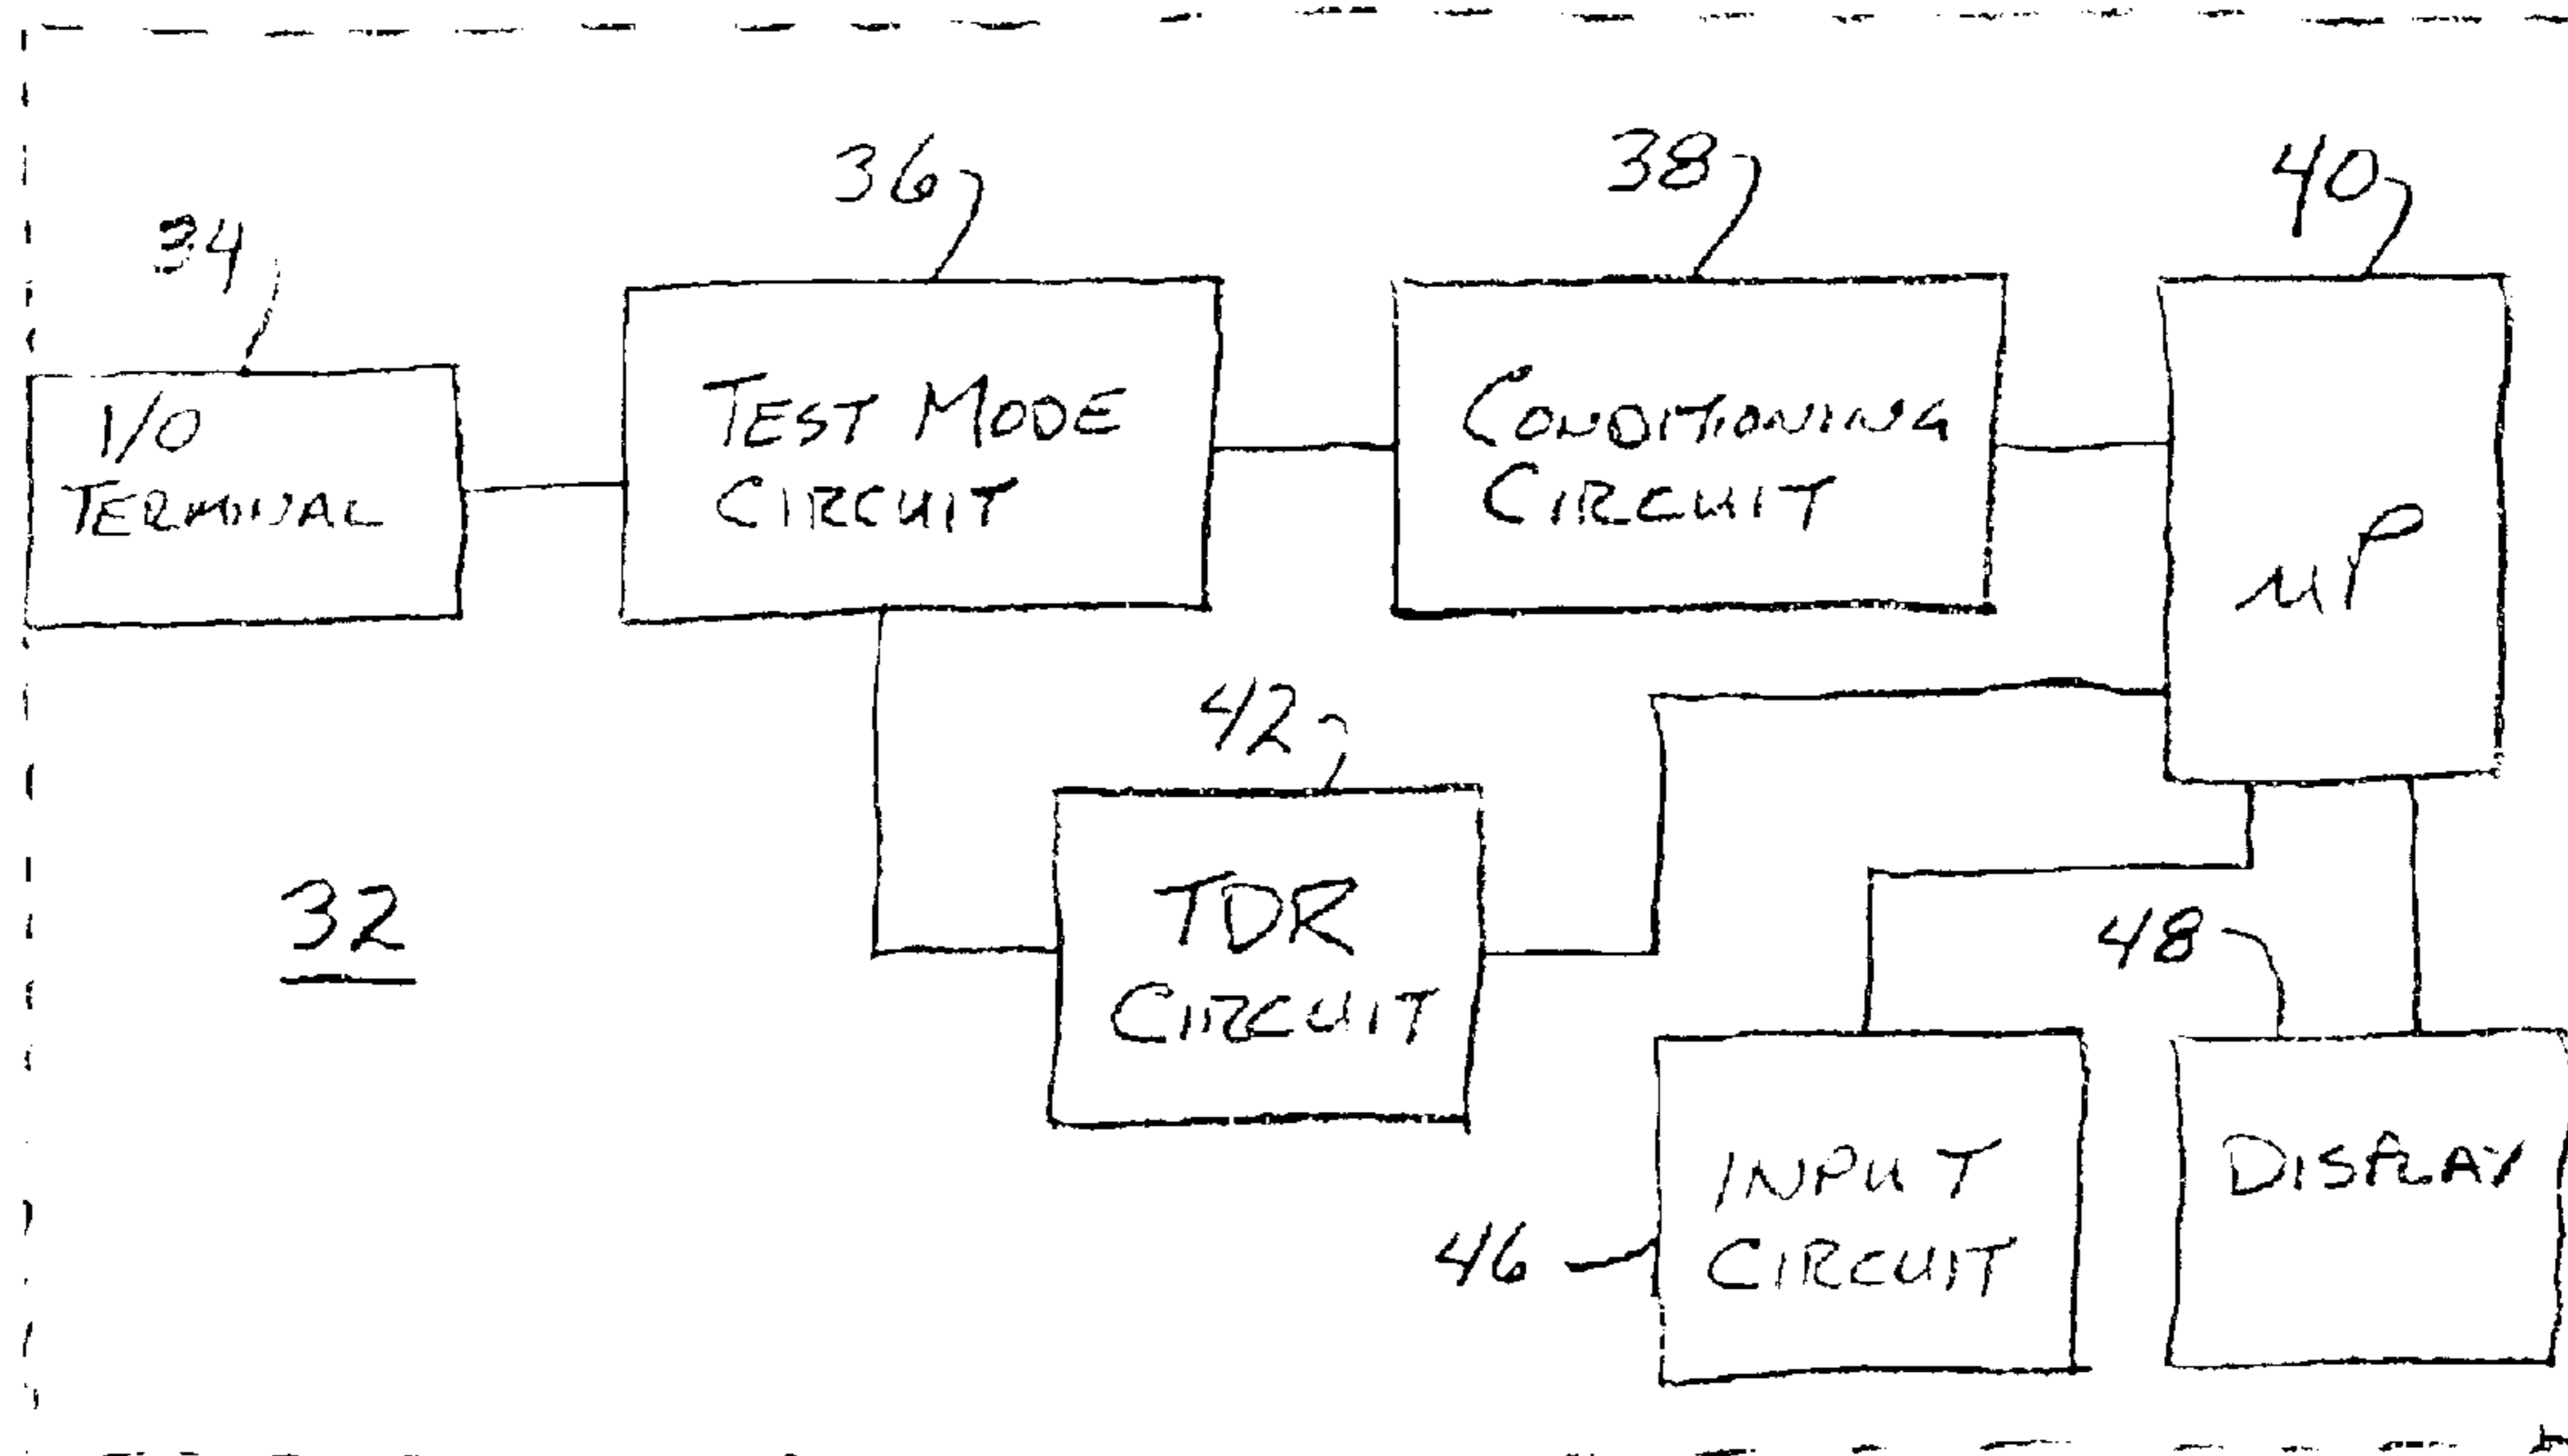 36
38
40
34
I/O
TERMINAL
TEST MODE
CIRCUIT
CONDITIONING
CIRCUIT
μP
42
32
TDR
CIRCUIT
48
46
INPUT
CIRCUIT
DISPLAY